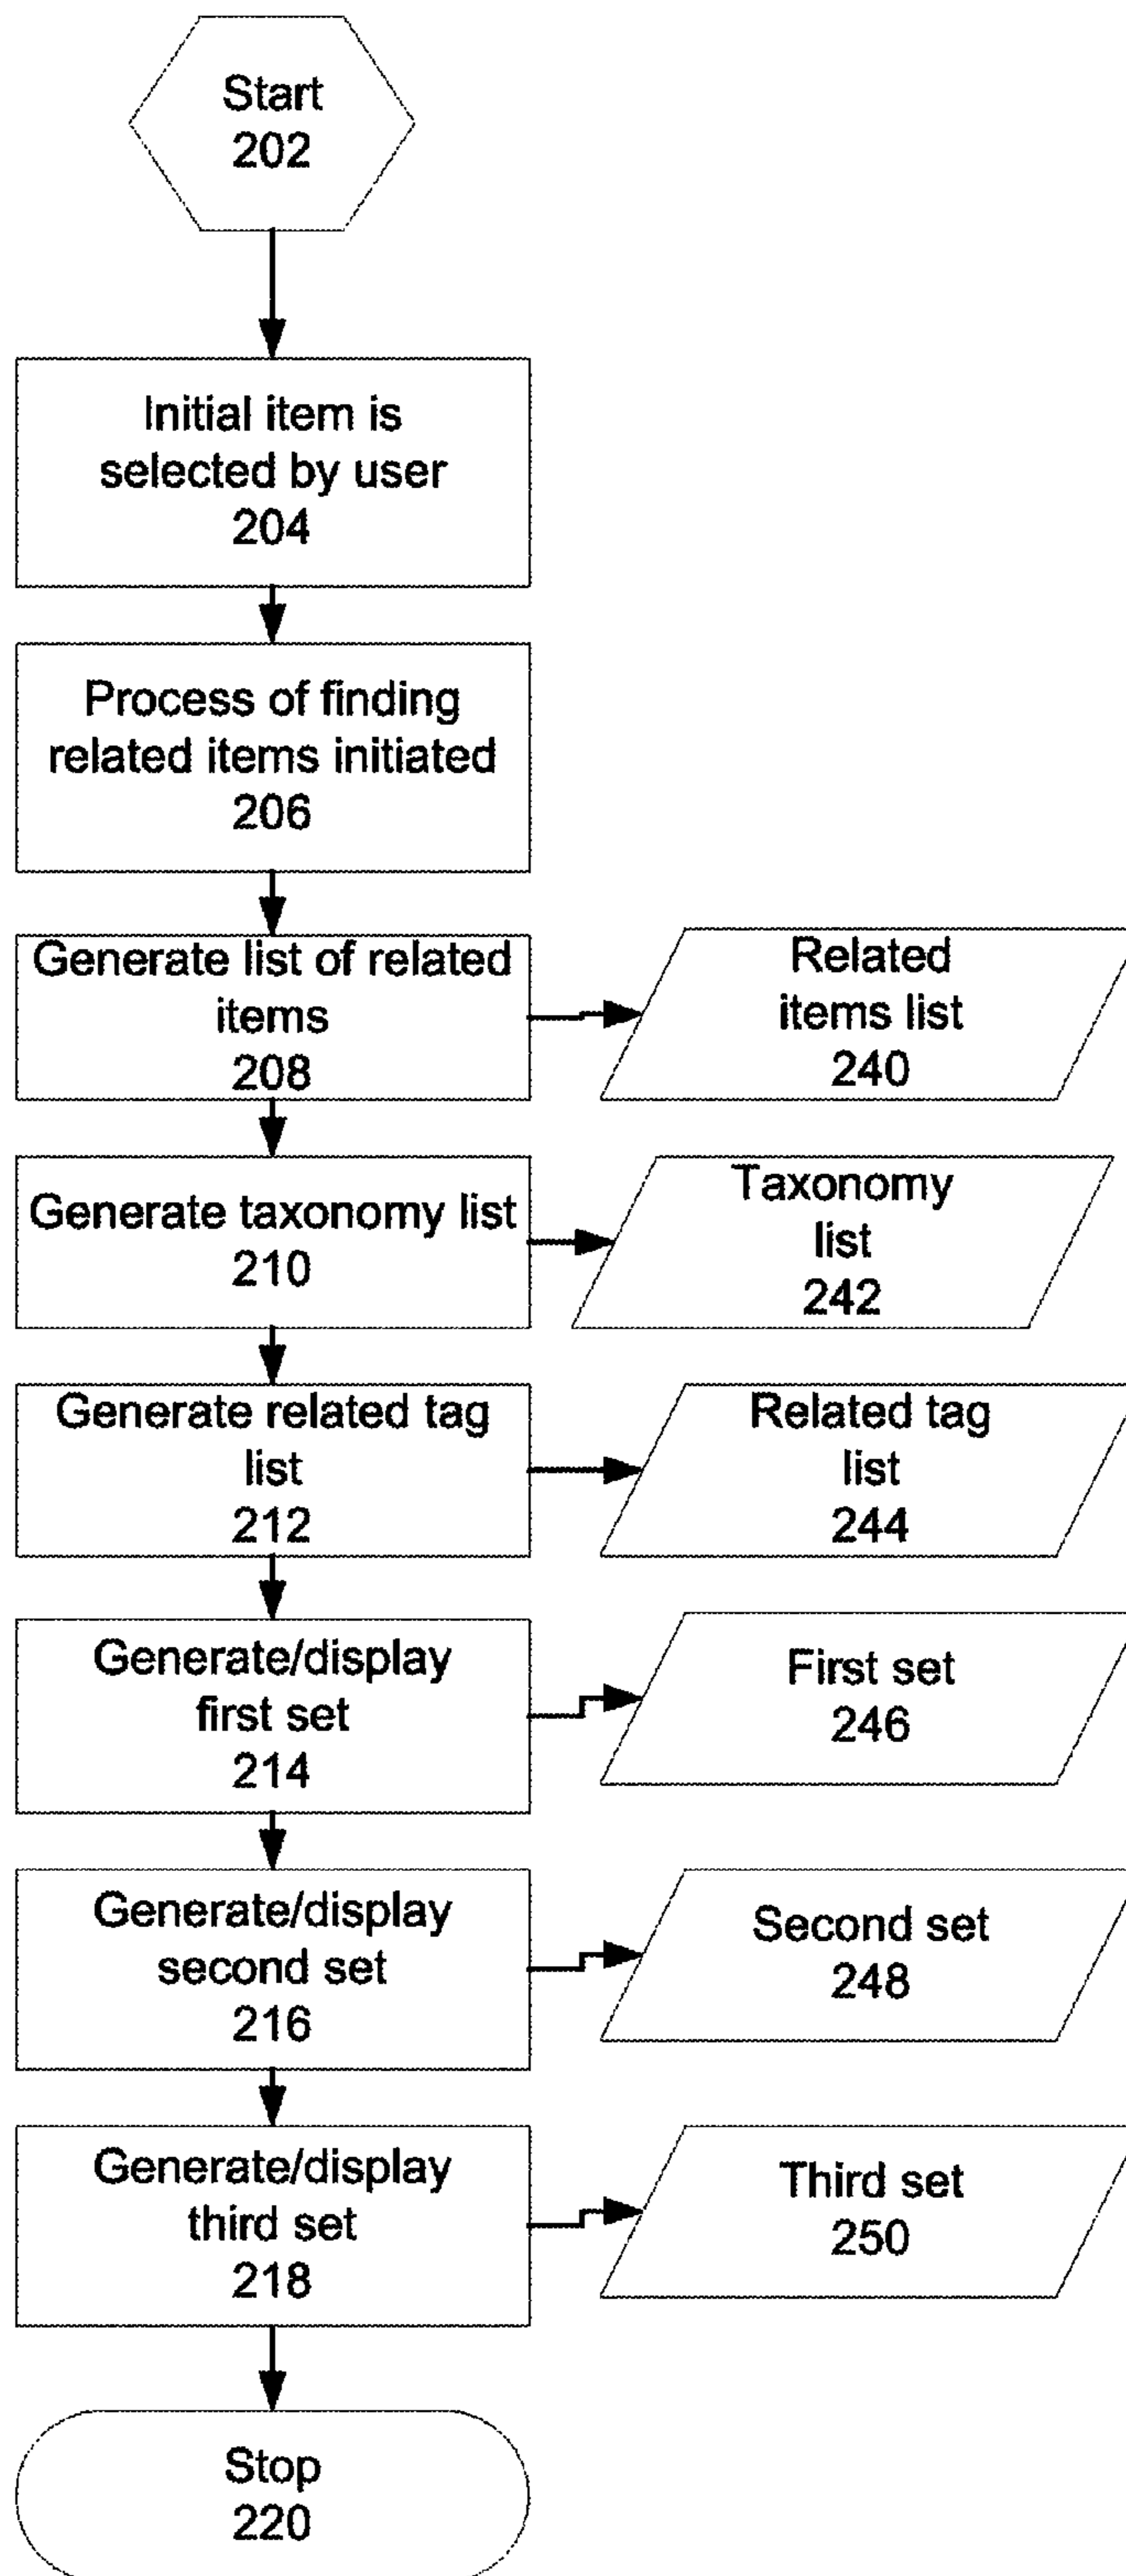 Start
202
Initial item is
selected by user
204
Process of finding
related items initiated
206
Generate list of related
items
208
Related
items list
240
Generate taxonomy list
210
Taxonomy
list
242
Generate related tag
list
212
Related tag
list
244
Generate/display
first set
214
First set
246
Generate/display
second set
216
Second set
248
Generate/display
third set
218
Third set
250
Stop
220